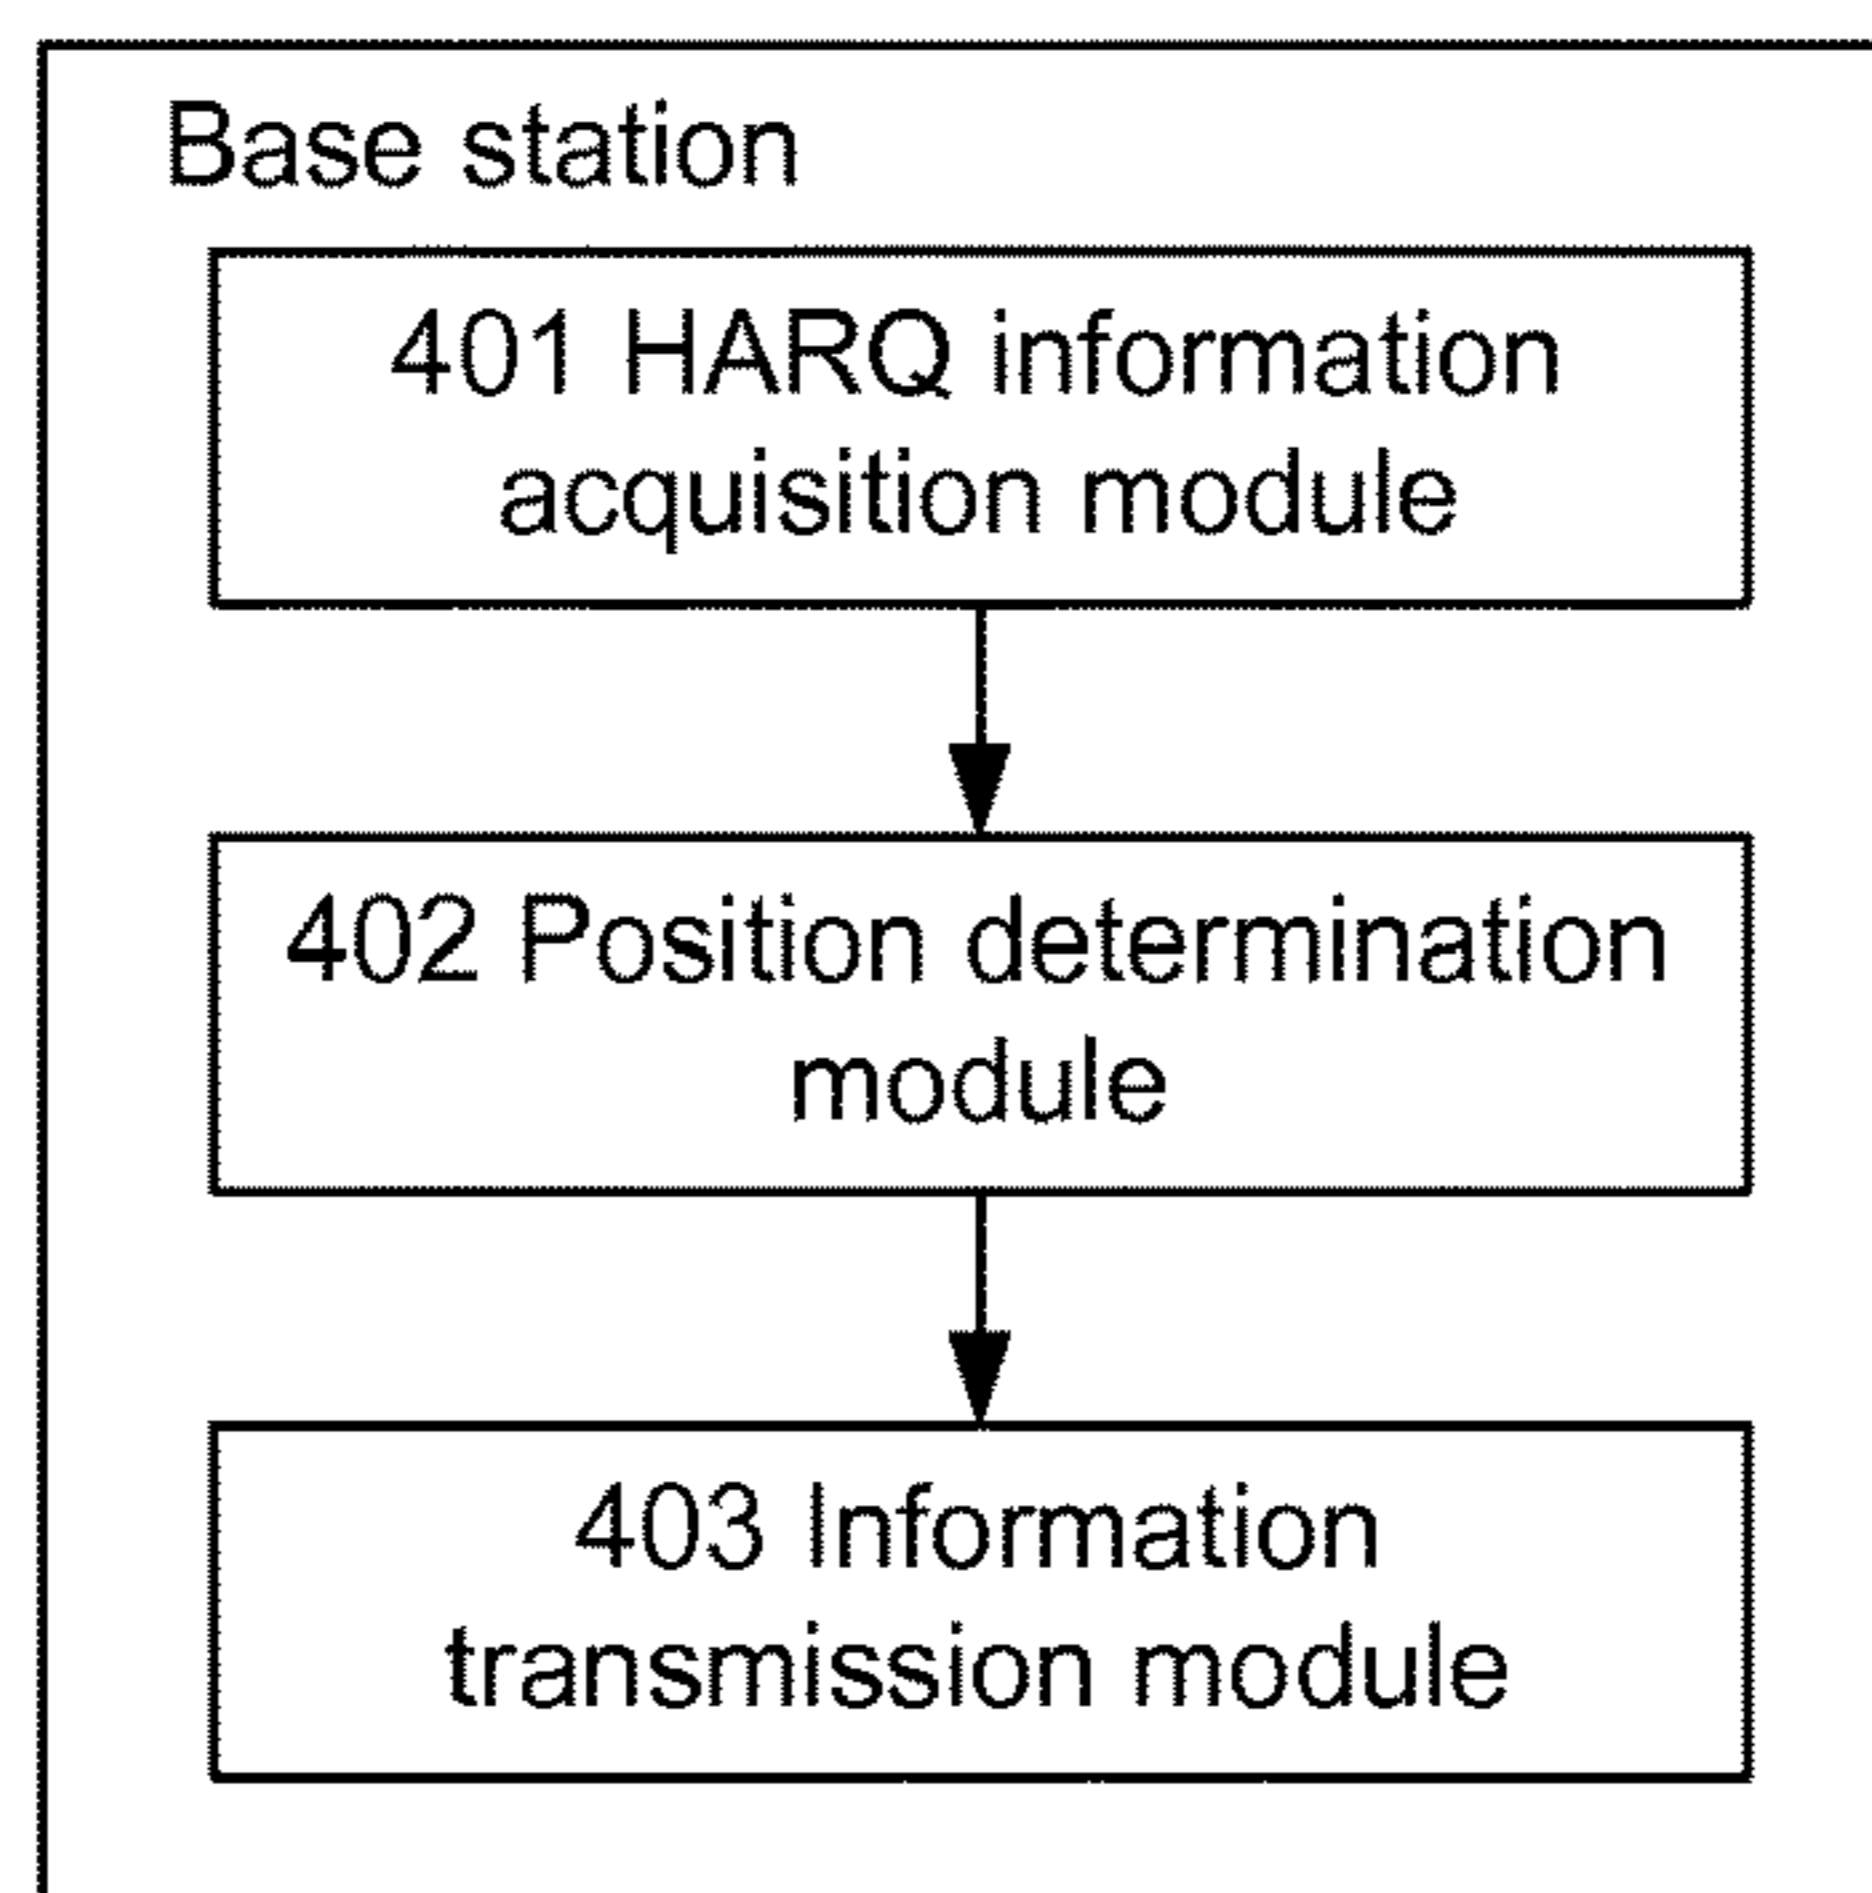 Base station
401 HARQ information
acquisition module
402 Position determination
module
403 Information
transmission module